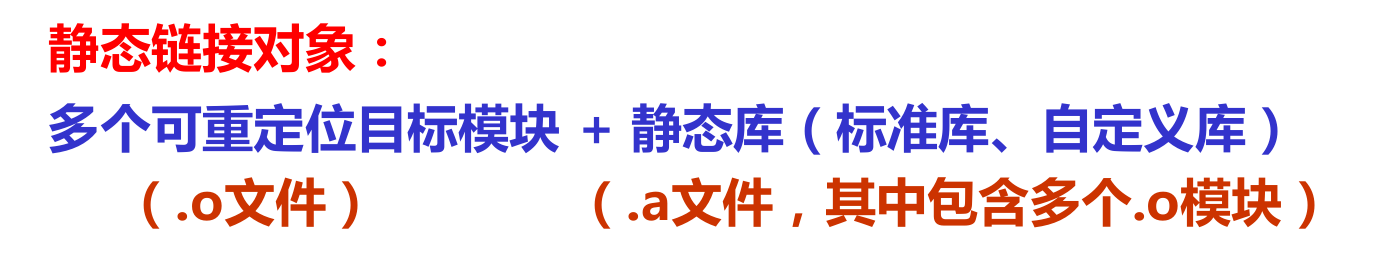 静态链接对象：
多个可重定位目标模块 + 静态库（标准库、自定义库）
（.o文件） （.a文件，其中包含多个.o模块）